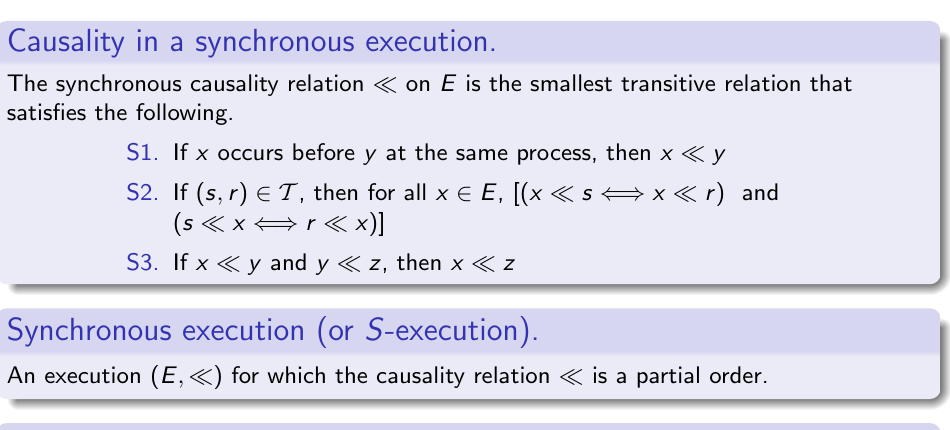 Causality in a synchronous execution.
The synchronous causality relation ≪ on E is the smallest transitive relation that
satisfies the following.
S1. If x occurs before y at the same process, then x ≪ y
S2. If (s, r) ∈ 𝒯, then for all x ∈ E, [(x ≪ s ⟺ x ≪ r) and
(s ≪ x ⟺ r ≪ x)]
S3. If x ≪ y and y ≪ z, then x ≪ z
Synchronous execution (or S-execution).
An execution (E, ≪) for which the causality relation ≪ is a partial order.